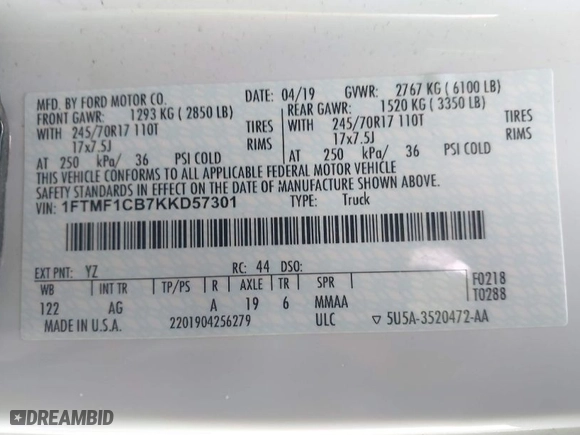 MFD. BY FORD MOTOR CO.
DATE: 04/19 GVWR: 2767 KG ( 6100 LB)
FRONT GAWR: 1293 KG ( 2850 LB)
REAR GAWR: 1520 KG ( 3350 LB)
WITH 245/70R17 110T TIRES
WITH 245/70R17 110T TIRES
17x7.5J RIMS
17x7.5J RIMS
AT 250 kPa/ 36 PSI COLD
AT 250 kPa/ 36 PSI COLD
THIS VEHICLE CONFORMS TO ALL APPLICABLE FEDERAL MOTOR VEHICLE
SAFETY STANDARDS IN EFFECT ON THE DATE OF MANUFACTURE SHOWN ABOVE.
VIN: 1FTMF1CB7KKD57301 TYPE: Truck
EXT PNT: YZ RC: 44 DSO:
WB INT TR TP/PS R AXLE TR SPR
F0218
122 AG A 19 6 MMAA
T0288
MADE IN U.S.A. 2201904256279 ULC ▽ 5U5A-3520472-AA
DREAMBID